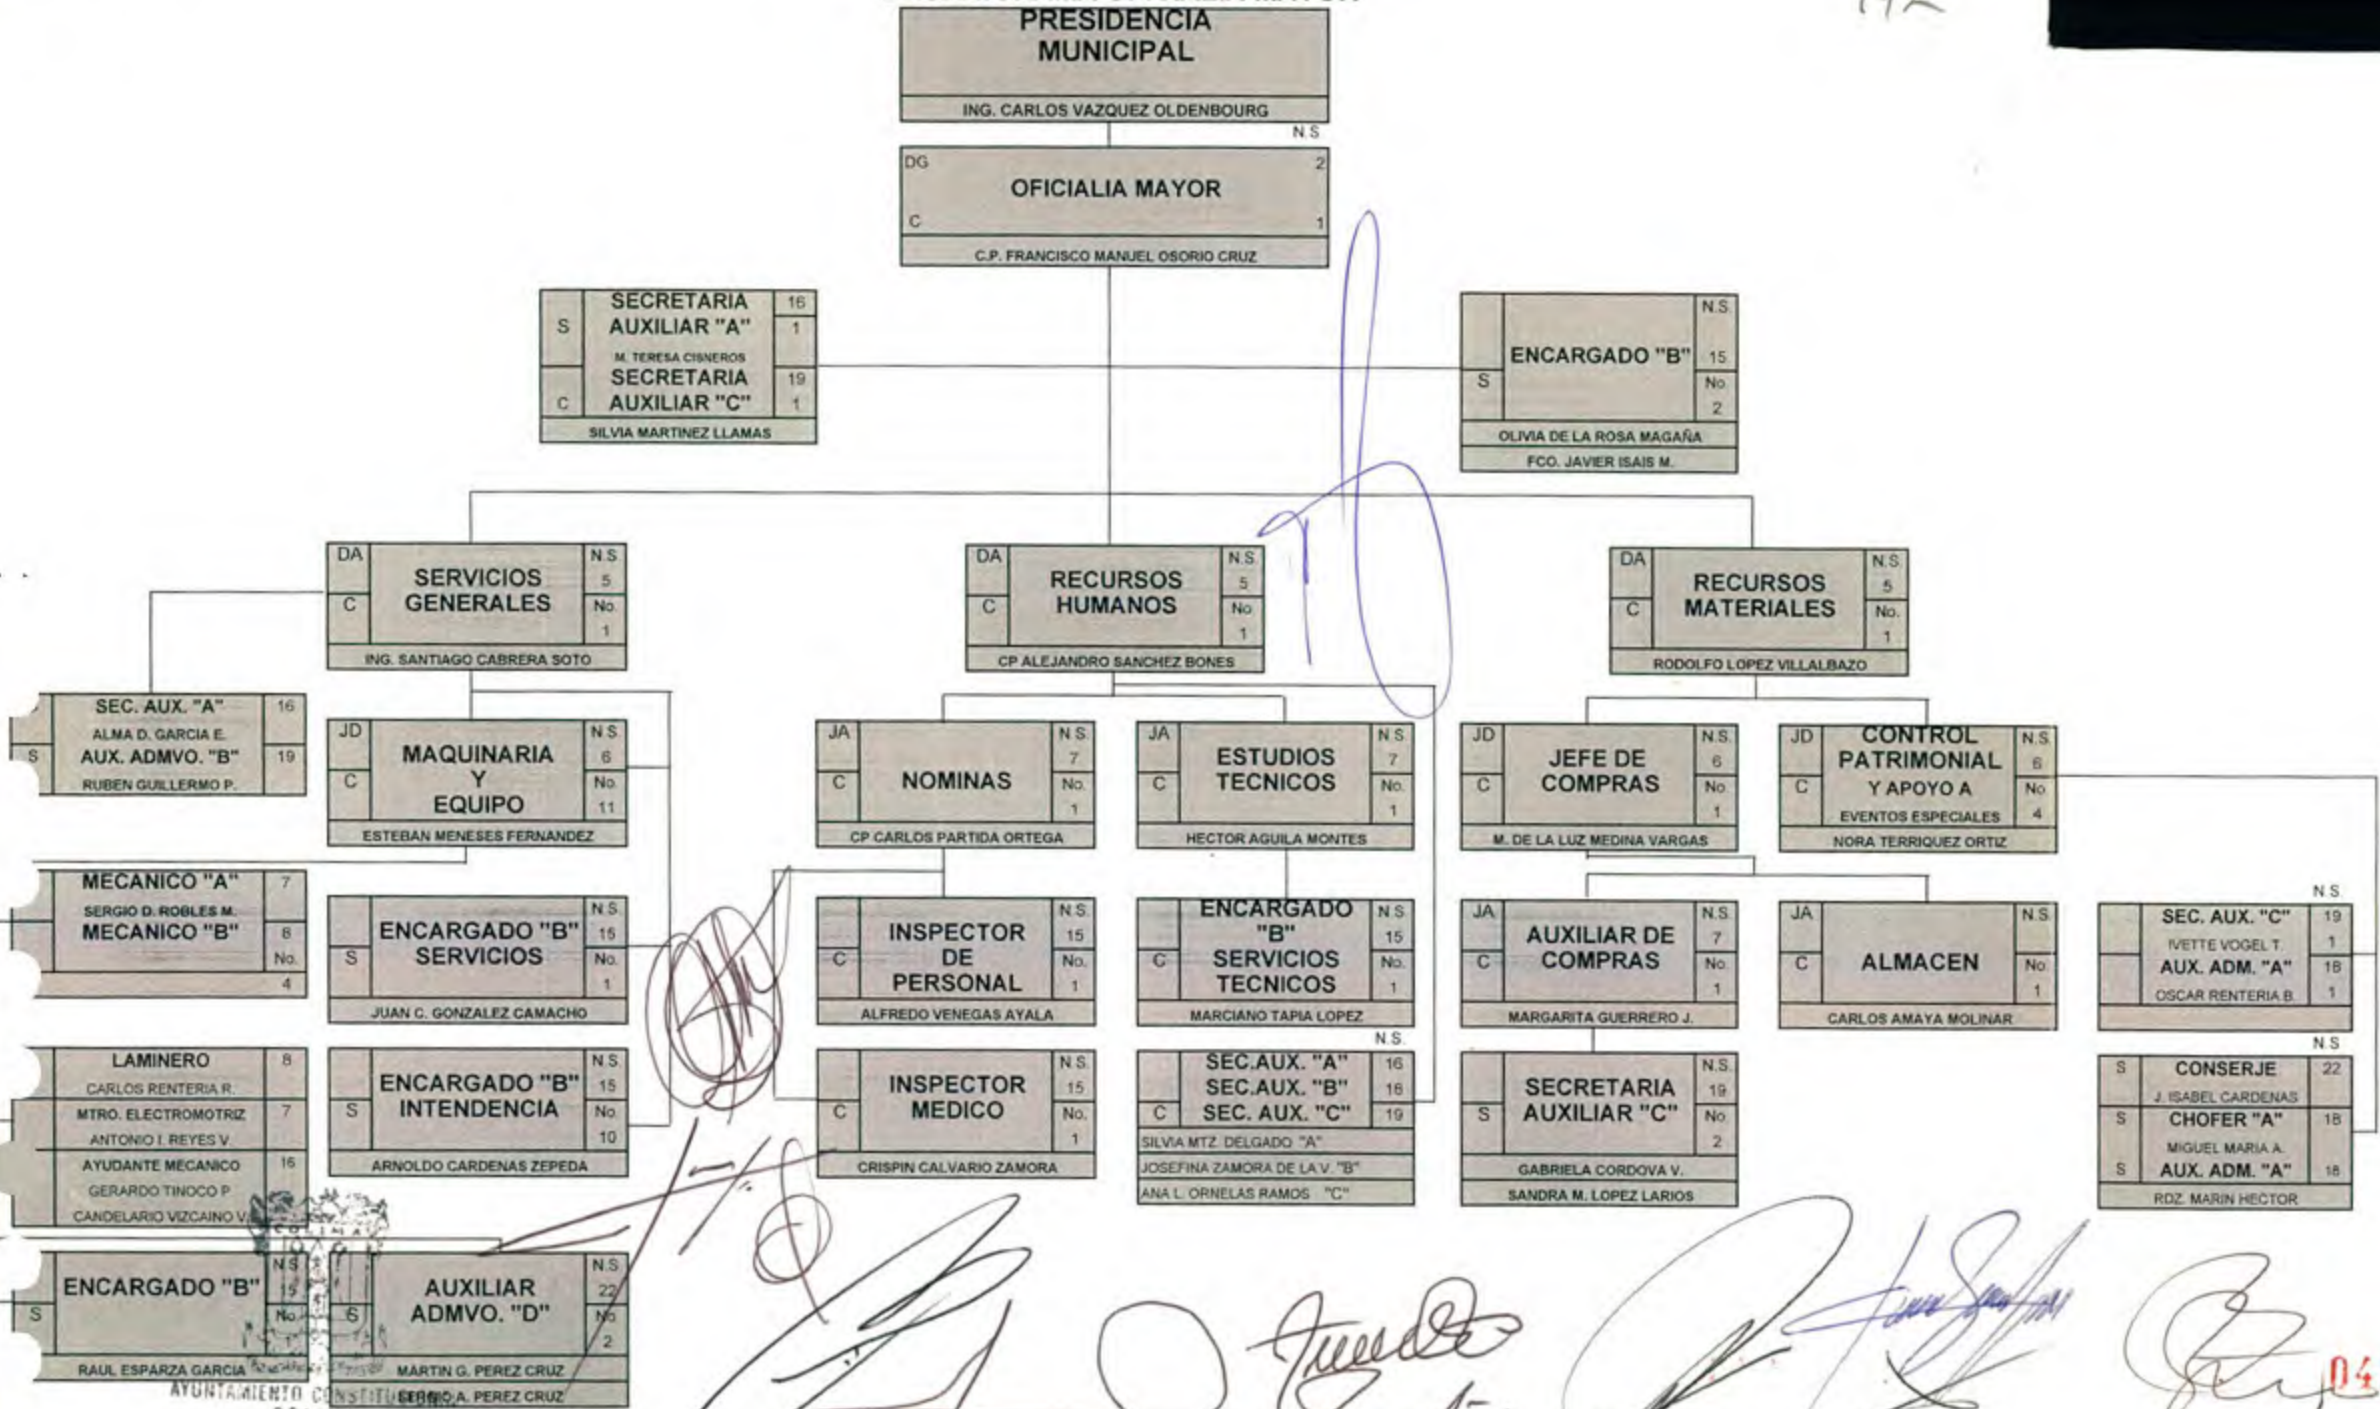 PRESIDENCIA
MUNICIPAL
ING. CARLOS VAZQUEZ OLDENBOURG
N.S
DG 2
OFICIALIA MAYOR
C 1
C.P. FRANCISCO MANUEL OSORIO CRUZ
SECRETARIA 16
S AUXILIAR "A" 1
M. TERESA CISNEROS
SECRETARIA 19
C AUXILIAR "C" 1
SILVIA MARTINEZ LLAMAS
N.S.
ENCARGADO "B" 15
S No
2
OLIVIA DE LA ROSA MAGAÑA
FCO. JAVIER ISAIS M.
DA N.S.
SERVICIOS 5
GENERALES
C No.
1
ING. SANTIAGO CABRERA SOTO
DA N.S.
RECURSOS 5
HUMANOS
C No
1
CP ALEJANDRO SANCHEZ BONES
DA N.S.
RECURSOS 5
MATERIALES
C No.
1
RODOLFO LOPEZ VILLALBAZO
SEC. AUX. "A" 16
ALMA D. GARCIA E.
S AUX. ADMVO. "B" 19
RUBEN GUILLERMO P.
JD N.S.
MAQUINARIA 6
Y
C No.
EQUIPO 11
ESTEBAN MENESES FERNANDEZ
JA N.S
7
C NOMINAS No.
1
CP CARLOS PARTIDA ORTEGA
JA N.S
ESTUDIOS 7
TECNICOS
C No.
1
HECTOR AGUILA MONTES
JD N.S.
JEFE DE 6
COMPRAS
C No
1
M. DE LA LUZ MEDINA VARGAS
JD CONTROL N.S.
PATRIMONIAL 6
C Y APOYO A No
EVENTOS ESPECIALES 4
NORA TERRIQUEZ ORTIZ
MECANICO "A" 7
SERGIO D. ROBLES M.
MECANICO "B" 8
No.
4
N.S.
ENCARGADO "B" 15
S SERVICIOS No.
1
JUAN C. GONZALEZ CAMACHO
N.S.
INSPECTOR 15
C DE No.
PERSONAL 1
ALFREDO VENEGAS AYALA
ENCARGADO N.S
"B" 15
C SERVICIOS No.
TECNICOS 1
MARCIANO TAPIA LOPEZ
JA N.S.
AUXILIAR DE 7
C COMPRAS No
1
MARGARITA GUERRERO J.
JA N.S.
C ALMACEN No
1
CARLOS AMAYA MOLINAR
N.S.
SEC. AUX. "C" 19
IVETTE VOGEL T. 1
AUX. ADM. "A" 18
OSCAR RENTERIA B. 1
LAMINERO 8
CARLOS RENTERIA R.
MTRO. ELECTROMOTRIZ 7
ANTONIO I. REYES V.
AYUDANTE MECANICO 16
GERARDO TINOCO P
CANDELARIO VIZCAINO V.
N.S.
ENCARGADO "B" 15
S INTENDENCIA No
10
ARNOLDO CARDENAS ZEPEDA
N.S.
INSPECTOR 15
C MEDICO No.
1
CRISPIN CALVARIO ZAMORA
N.S.
SEC.AUX. "A" 16
SEC.AUX. "B" 18
C SEC. AUX. "C" 19
SILVIA MTZ. DELGADO "A"
JOSEFINA ZAMORA DE LA V. "B"
ANA L. ORNELAS RAMOS "C"
N.S.
SECRETARIA 19
S AUXILIAR "C" No
2
GABRIELA CORDOVA V.
SANDRA M. LOPEZ LARIOS
N.S
S CONSERJE 22
J. ISABEL CARDENAS
S CHOFER "A" 18
MIGUEL MARIA A.
S AUX. ADM. "A" 18
RDZ. MARIN HECTOR
COLIMA
N.S
ENCARGADO "B" 15
S No
RAUL ESPARZA GARCIA
N.S
AUXILIAR 22
S ADMVO. "D" No
2
MARTIN G. PEREZ CRUZ
SERGIO A. PEREZ CRUZ
AYUNTAMIENTO
04